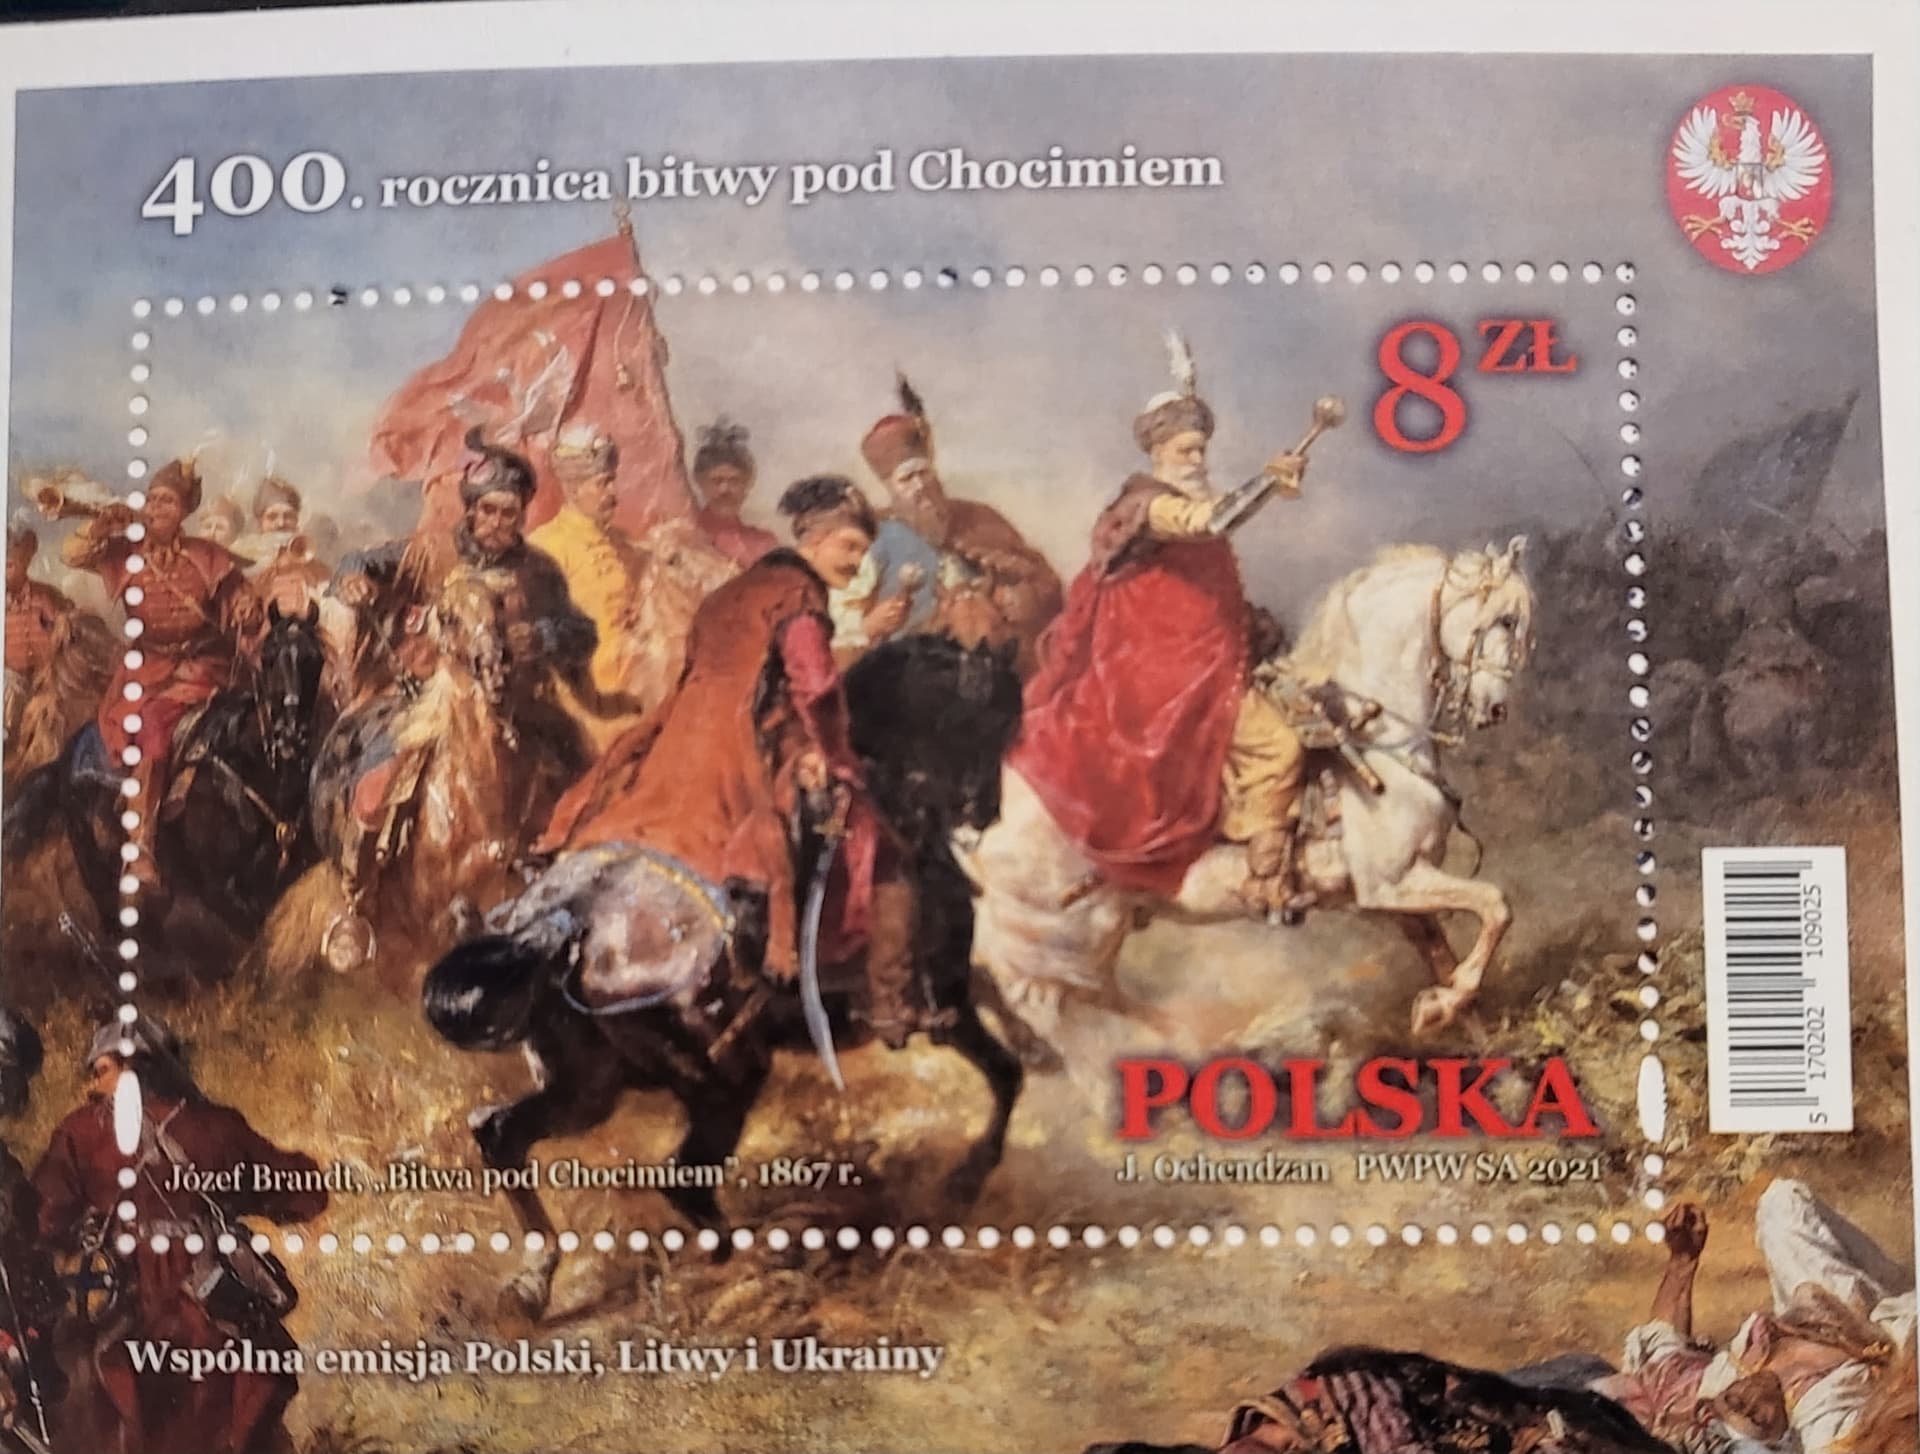 400. rocznica bitwy pod Chocimiem
8 ZŁ
POLSKA
Józef Brandt, „Bitwa pod Chocimiem”, 1867 r.
J. Ochendzan PWPW SA 2021
5 170202 109025
Wspólna emisja Polski, Litwy i Ukrainy